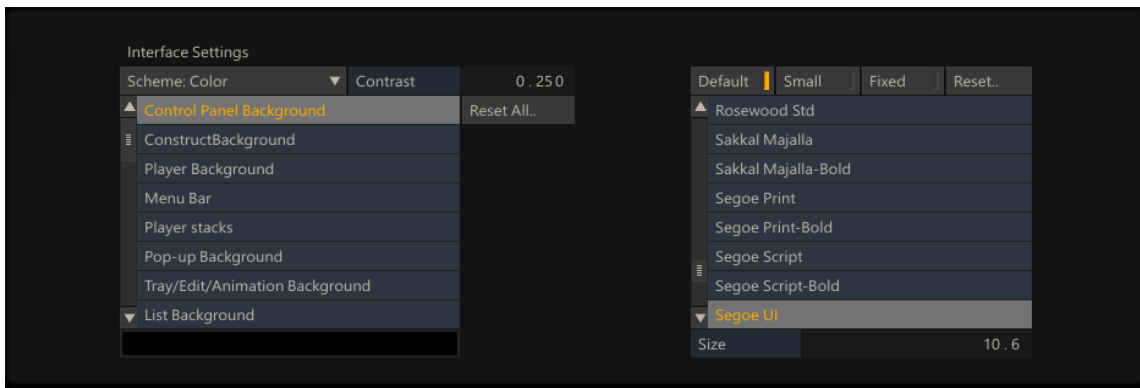 Interface Settings
Scheme: Color Contrast 0.250
Control Panel Background Reset All..
ConstructBackground
Player Background
Menu Bar
Player stacks
Pop-up Background
Tray/Edit/Animation Background
List Background
Default Small Fixed Reset..
Rosewood Std
Sakkal Majalla
Sakkal Majalla-Bold
Segoe Print
Segoe Print-Bold
Segoe Script
Segoe Script-Bold
Segoe UI
Size 10.6